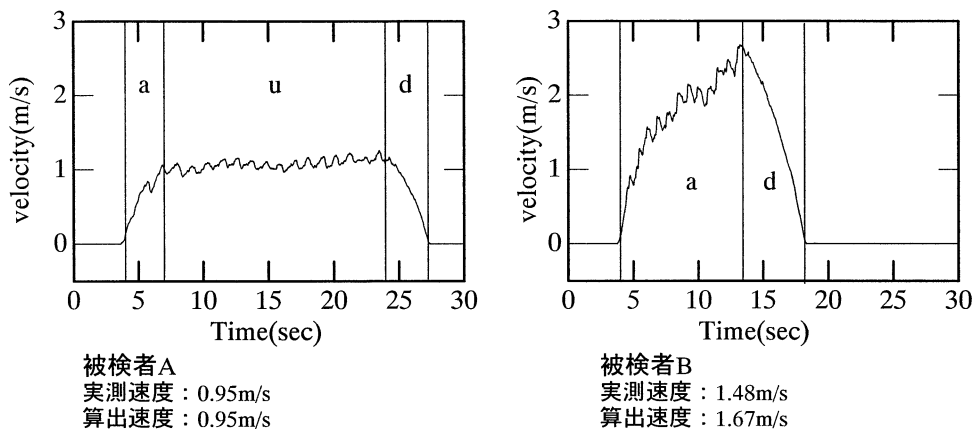 3
2
1
0
velocity(m/s)
a
u
d
0 5 10 15 20 25 30
Time(sec)
被検者A
実測速度：0.95m/s
算出速度：0.95m/s
3
2
1
0
velocity(m/s)
a
d
0 5 10 15 20 25 30
Time(sec)
被検者B
実測速度：1.48m/s
算出速度：1.67m/s